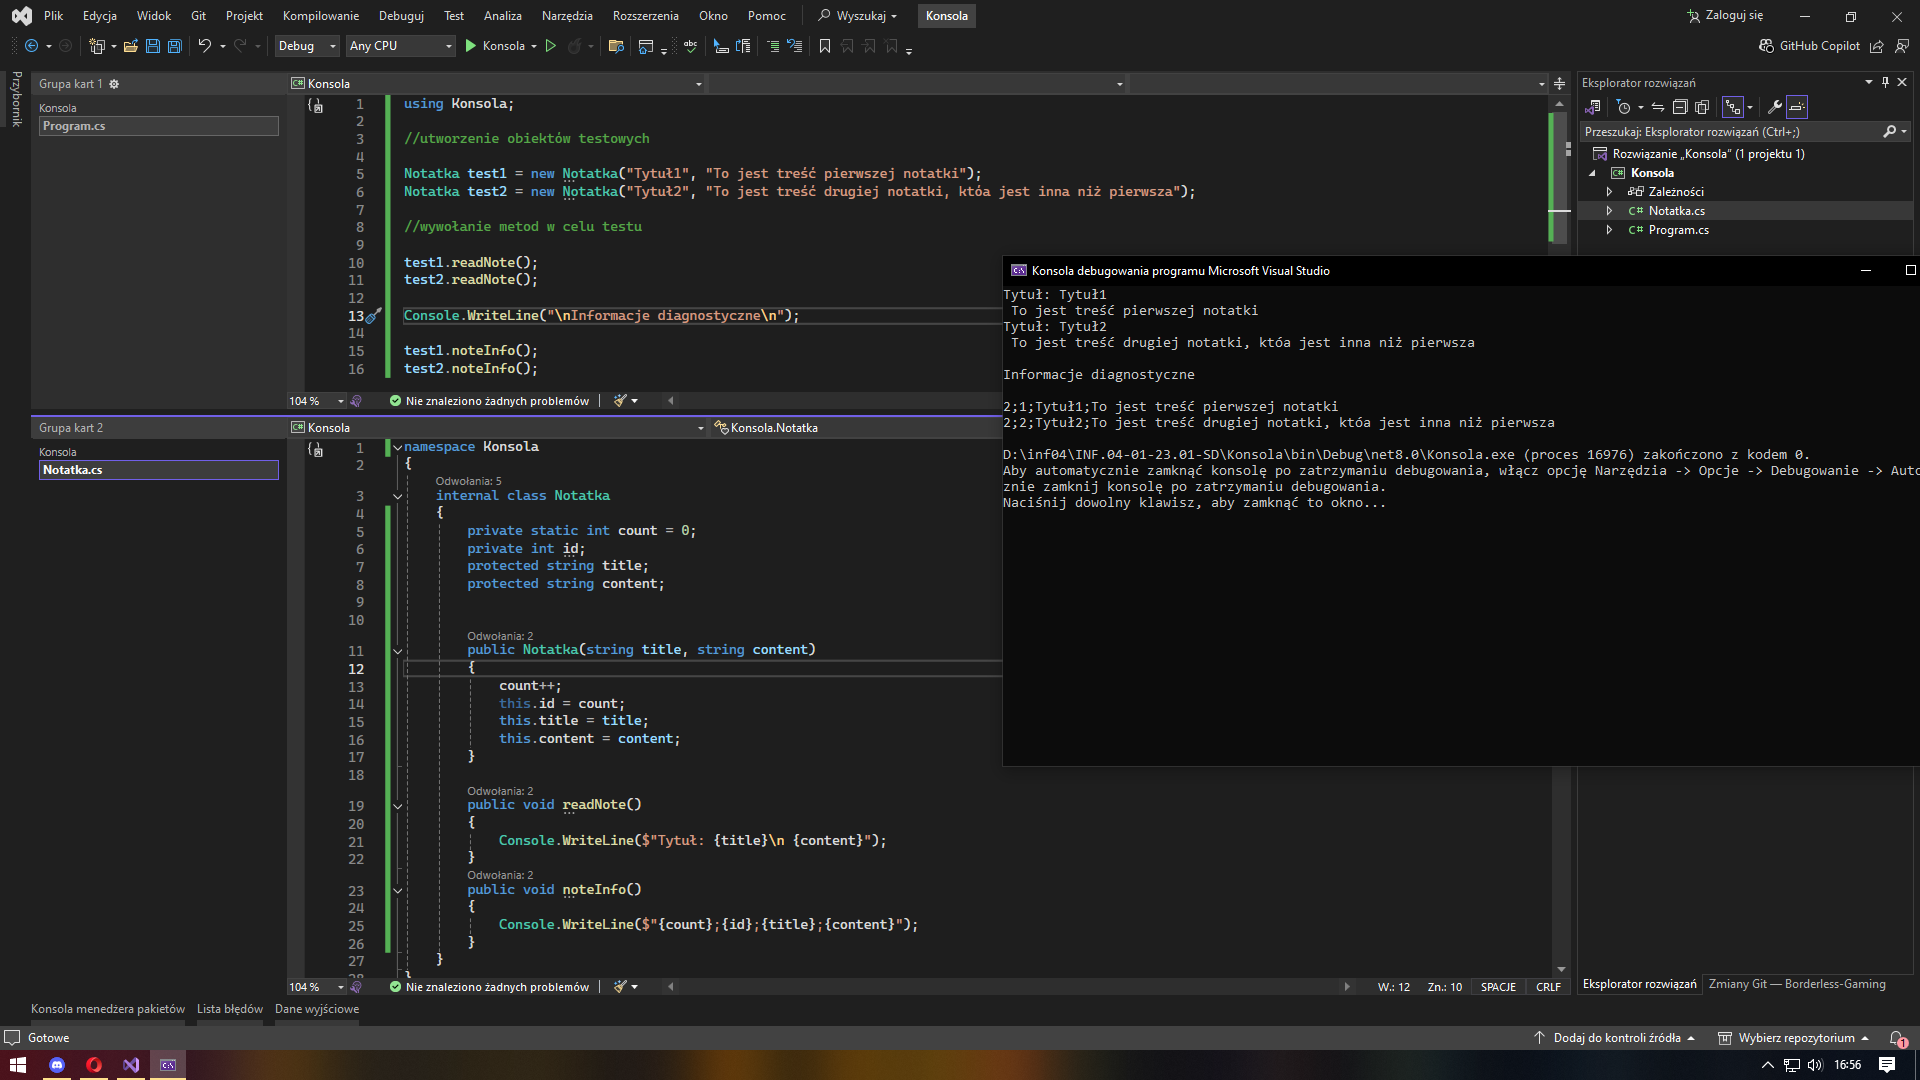 Plik Edycja Widok Git Projekt Kompilowanie Debuguj Test Analiza Narzędzia Rozszerzenia Okno Pomoc Wyszukaj Konsola Zaloguj się
Debug Any CPU Konsola GitHub Copilot
Przybornik
Grupa kart 1
Konsola
Program.cs
C# Konsola
1 using Konsola;
2
3 //utworzenie obiektów testowych
4
5 Notatka test1 = new Notatka("Tytuł1", "To jest treść pierwszej notatki");
6 Notatka test2 = new Notatka("Tytuł2", "To jest treść drugiej notatki, któa jest inna niż pierwsza");
7
8 //wywołanie metod w celu testu
9
10 test1.readNote();
11 test2.readNote();
12
13 Console.WriteLine("\nInformacje diagnostyczne\n");
14
15 test1.noteInfo();
16 test2.noteInfo();
104 % Nie znaleziono żadnych problemów
Grupa kart 2
Konsola
Notatka.cs
C# Konsola Konsola.Notatka
1 namespace Konsola
2 {
Odwołania: 5
3 internal class Notatka
4 {
5 private static int count = 0;
6 private int id;
7 protected string title;
8 protected string content;
9
10
Odwołania: 2
11 public Notatka(string title, string content)
12 {
13 count++;
14 this.id = count;
15 this.title = title;
16 this.content = content;
17 }
18
Odwołania: 2
19 public void readNote()
20 {
21 Console.WriteLine($"Tytuł: {title}\n {content}");
22 }
Odwołania: 2
23 public void noteInfo()
24 {
25 Console.WriteLine($"{count};{id};{title};{content}");
26 }
27 }
28 }
104 % Nie znaleziono żadnych problemów W.: 12 Zn.: 10 SPACJE CRLF
Eksplorator rozwiązań
Przeszukaj: Eksplorator rozwiązań (Ctrl+;)
Rozwiązanie „Konsola" (1 projektu 1)
C# Konsola
Zależności
C# Notatka.cs
C# Program.cs
Konsola debugowania programu Microsoft Visual Studio
Tytuł: Tytuł1
 To jest treść pierwszej notatki
Tytuł: Tytuł2
 To jest treść drugiej notatki, któa jest inna niż pierwsza
Informacje diagnostyczne
2;1;Tytuł1;To jest treść pierwszej notatki
2;2;Tytuł2;To jest treść drugiej notatki, któa jest inna niż pierwsza
D:\inf04\INF.04-01-23.01-SD\Konsola\bin\Debug\net8.0\Konsola.exe (proces 16976) zakończono z kodem 0.
Aby automatycznie zamknąć konsolę po zatrzymaniu debugowania, włącz opcję Narzędzia -> Opcje -> Debugowanie -> Auto
znie zamknij konsolę po zatrzymaniu debugowania.
Naciśnij dowolny klawisz, aby zamknąć to okno...
Eksplorator rozwiązań Zmiany Git — Borderless-Gaming
Konsola menedżera pakietów Lista błędów Dane wyjściowe
Gotowe Dodaj do kontroli źródła Wybierz repozytorium 1
16:56